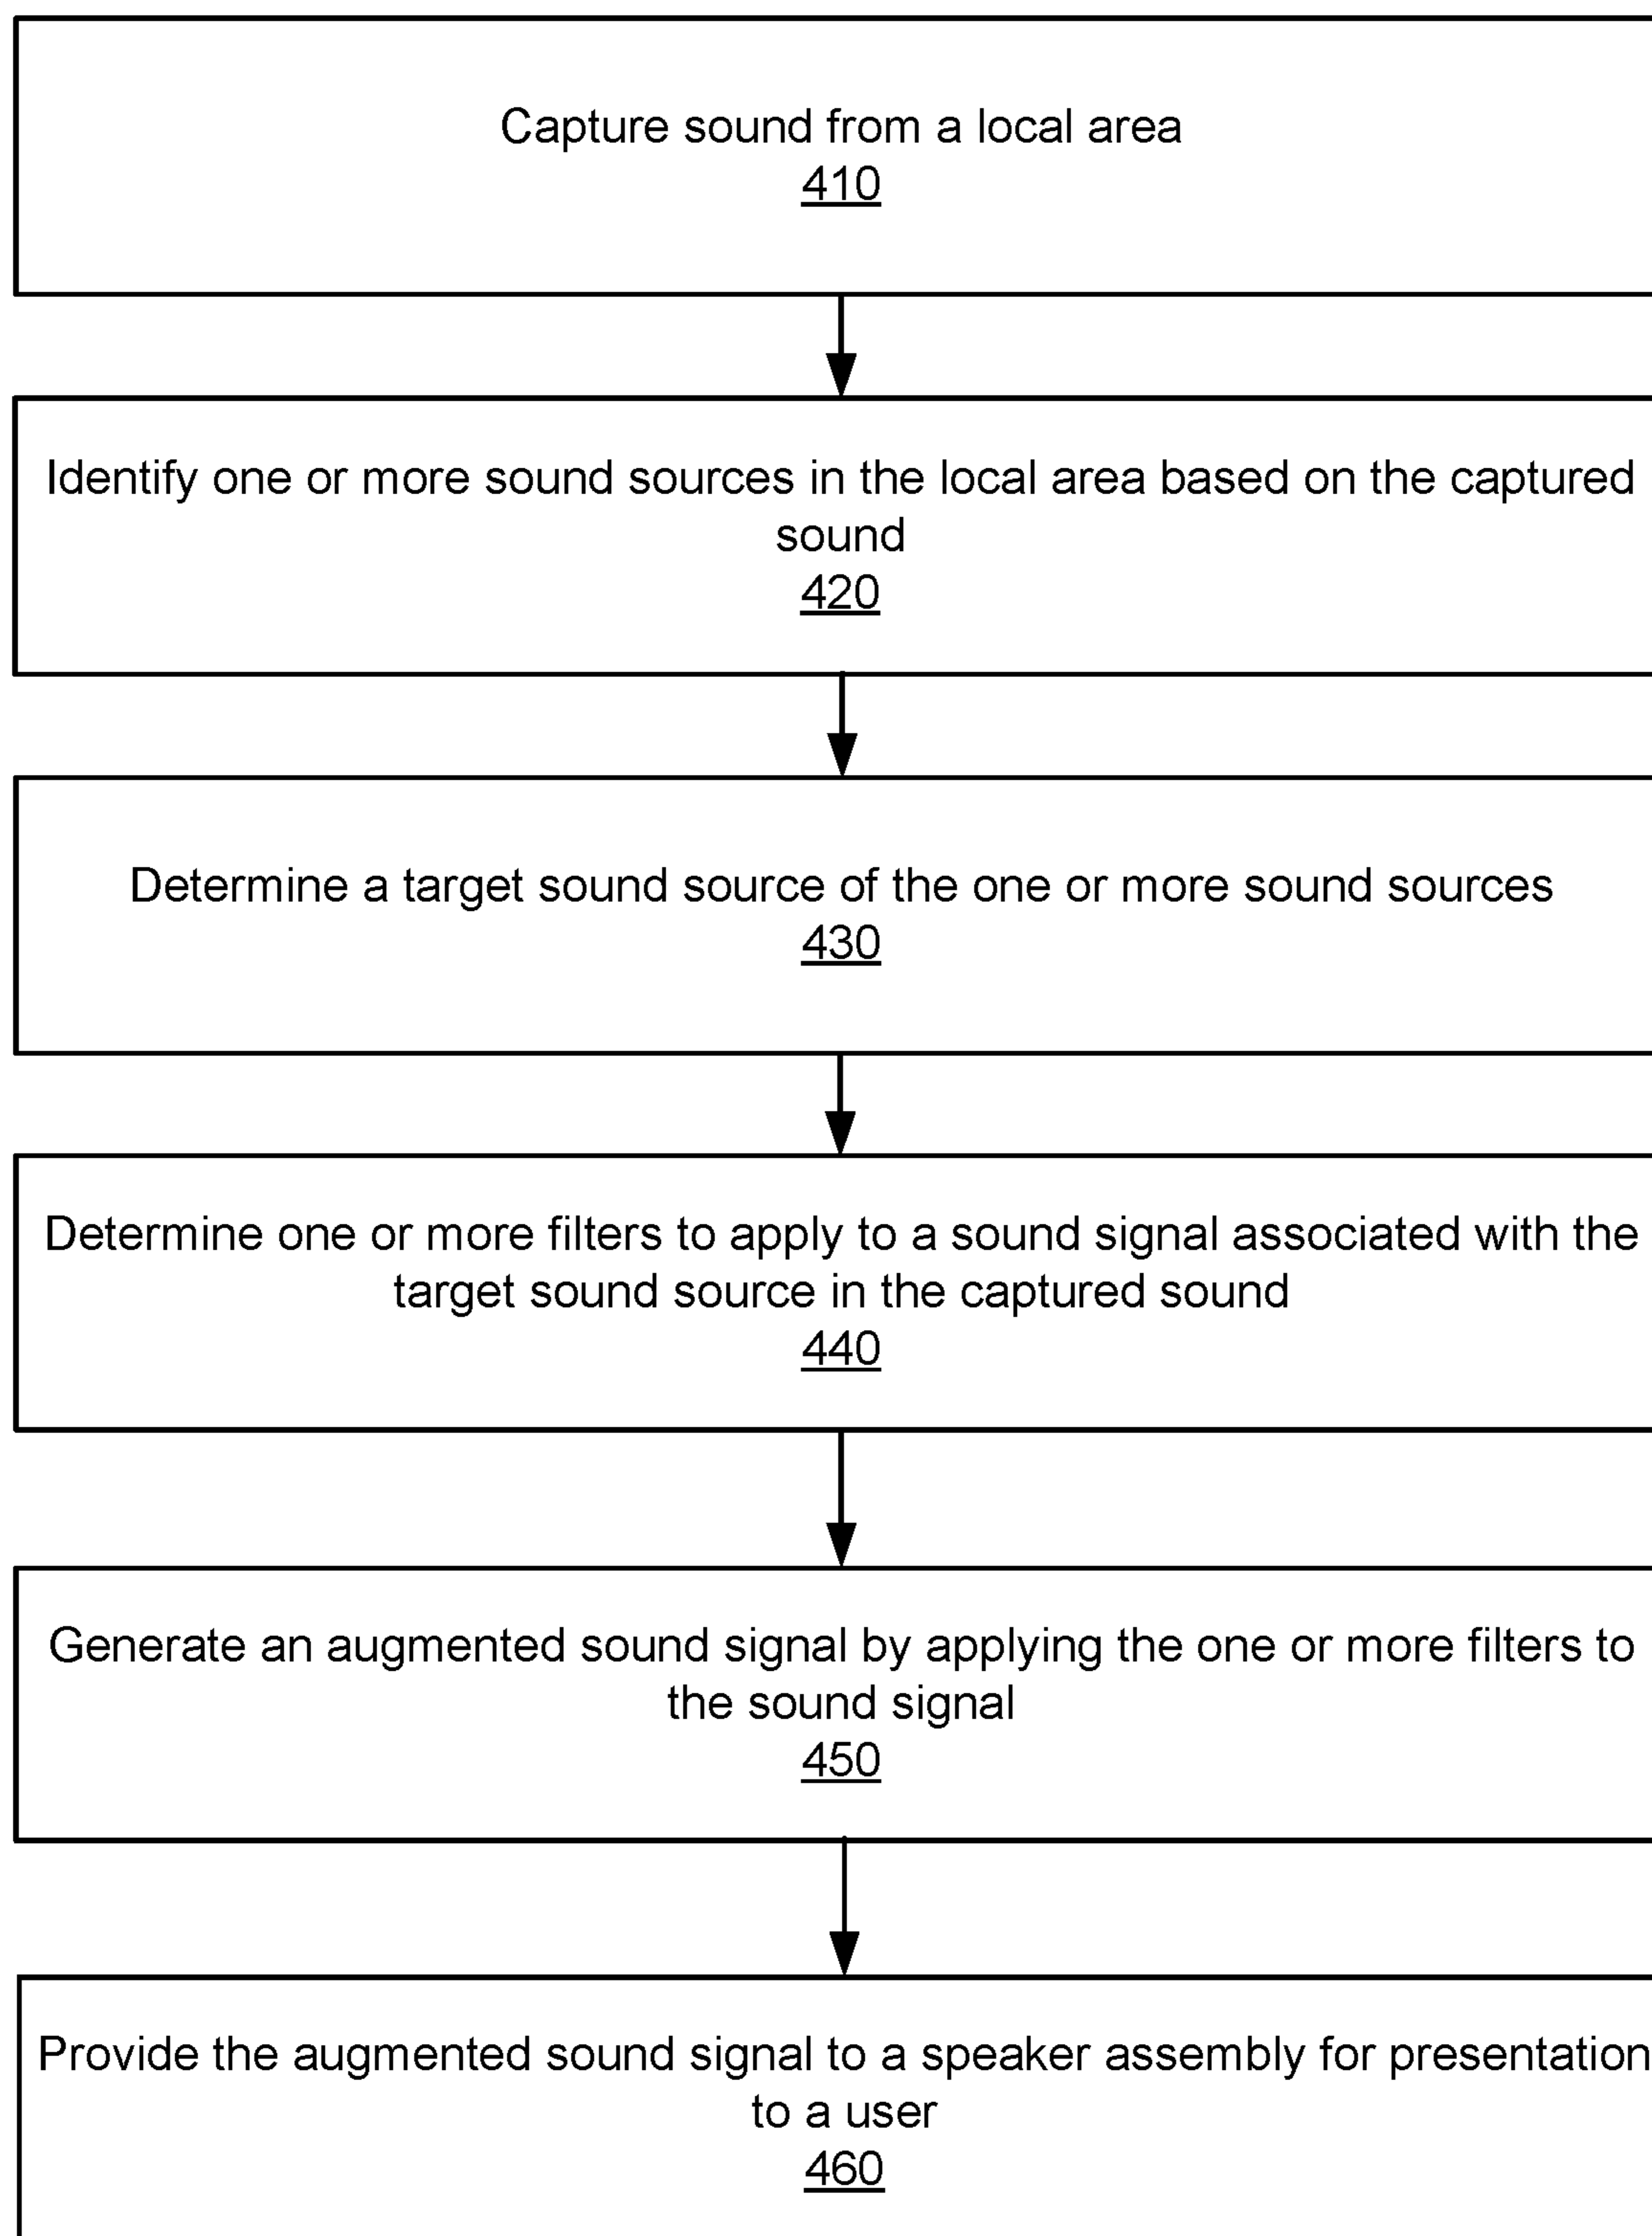 Capture sound from a local area
410
Identify one or more sound sources in the local area based on the captured
sound
420
Determine a target sound source of the one or more sound sources
430
Determine one or more filters to apply to a sound signal associated with the
target sound source in the captured sound
440
Generate an augmented sound signal by applying the one or more filters to
the sound signal
450
Provide the augmented sound signal to a speaker assembly for presentation
to a user
460